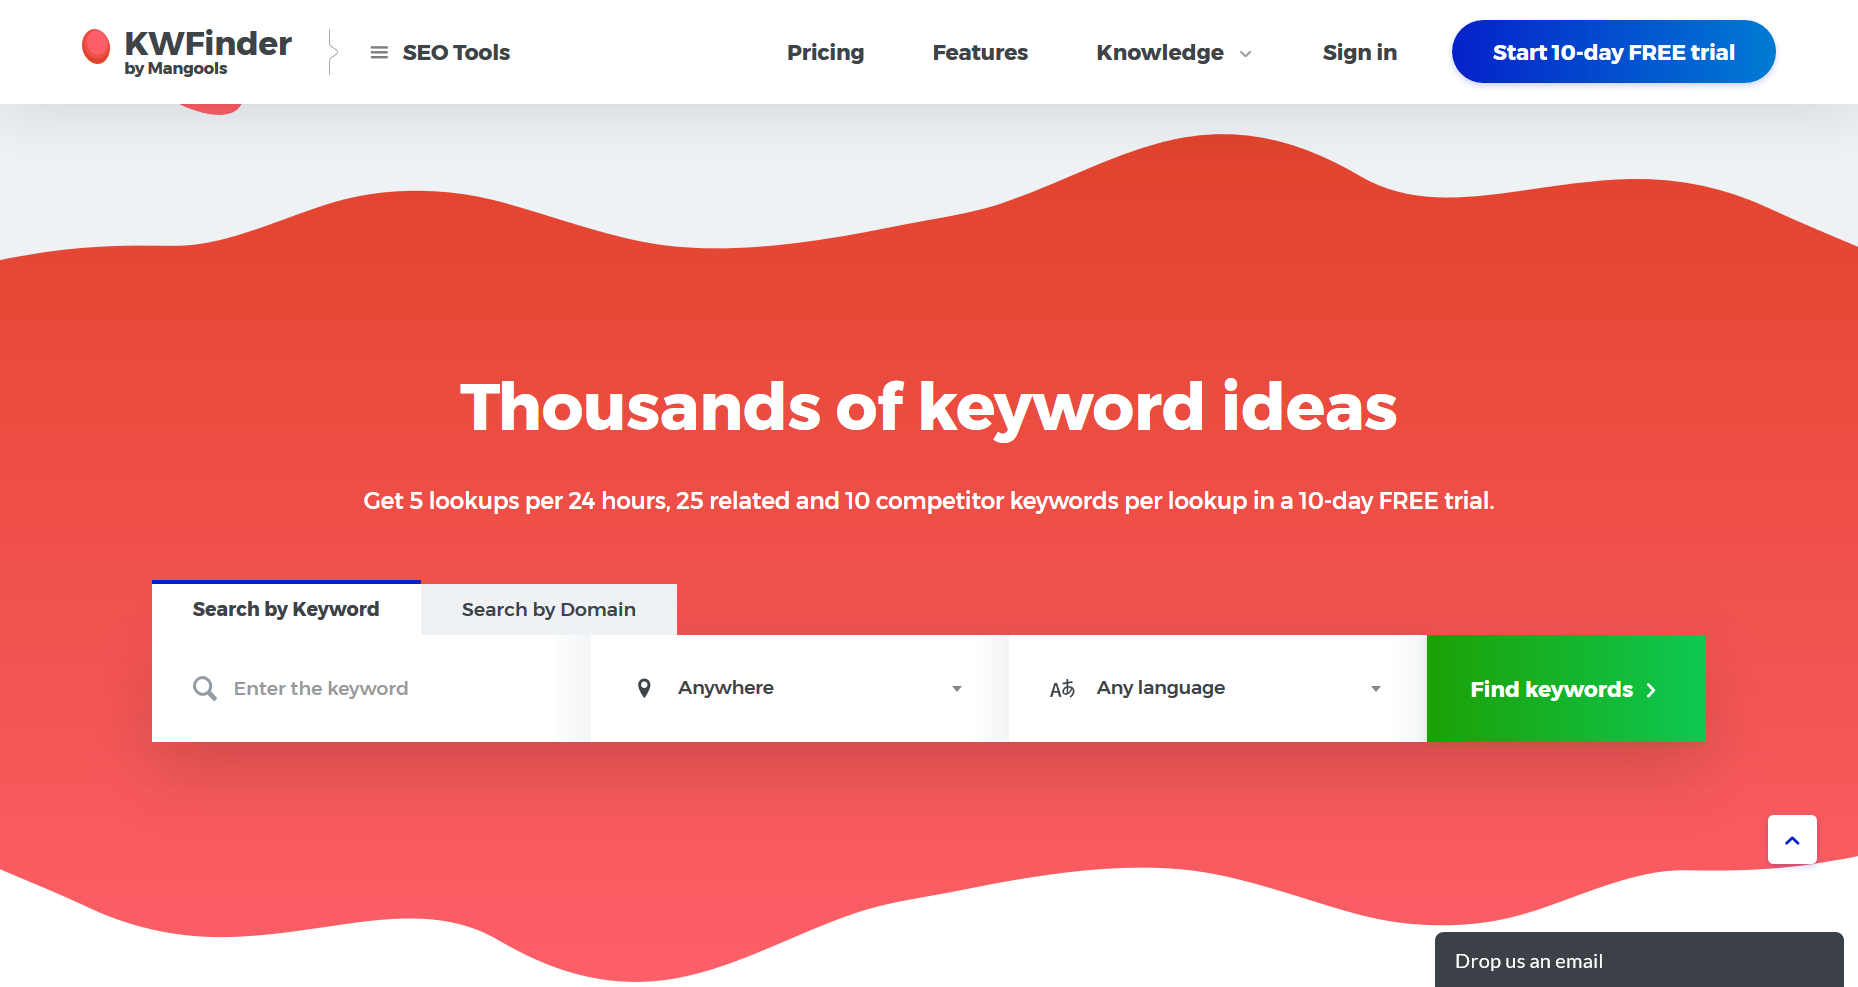 KWFinder
by Mangools
SEO Tools
Pricing
Features
Knowledge
Sign in
Start 10-day FREE trial
Thousands of keyword ideas
Get 5 lookups per 24 hours, 25 related and 10 competitor keywords per lookup in a 10-day FREE trial.
Search by Keyword
Search by Domain
Enter the keyword
Anywhere
Aあ
Any language
Find keywords
Drop us an email